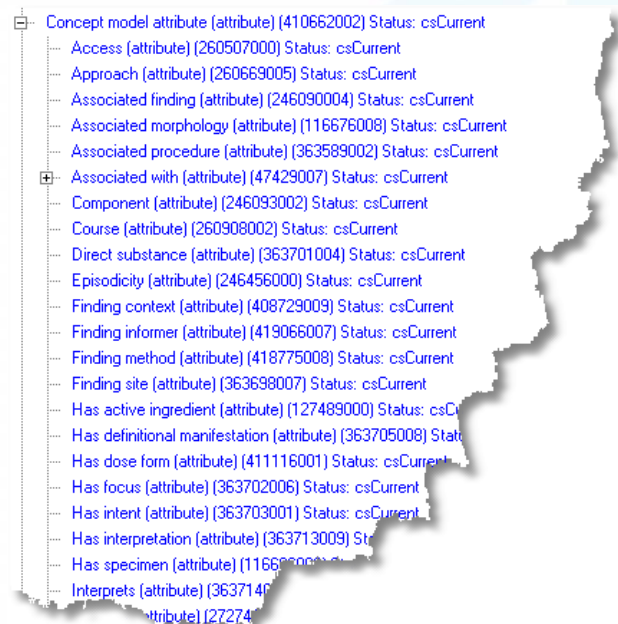 Concept model attribute (attribute) (410662002) Status: csCurrent
Access (attribute) (260507000) Status: csCurrent
Approach (attribute) (260669005) Status: csCurrent
Associated finding (attribute) (246090004) Status: csCurrent
Associated morphology (attribute) (116676008) Status: csCurrent
Associated procedure (attribute) (363589002) Status: csCurrent
Associated with (attribute) (47429007) Status: csCurrent
Component (attribute) (246093002) Status: csCurrent
Course (attribute) (260908002) Status: csCurrent
Direct substance (attribute) (363701004) Status: csCurrent
Episodicity (attribute) (246456000) Status: csCurrent
Finding context (attribute) (408729009) Status: csCurrent
Finding informer (attribute) (419066007) Status: csCurrent
Finding method (attribute) (418775008) Status: csCurrent
Finding site (attribute) (363698007) Status: csCurrent
Has active ingredient (attribute) (127489000) Status:
Has definitional manifestation (attribute) (363705008)
Has dose form (attribute) (411116001) Status: csCurrent
Has focus (attribute) (363702006) Status: csCurrent
Has intent (attribute) (363703001) Status: csCurrent
Has interpretation (attribute) (363713009)
Has specimen (attribute)
Interprets (attribute)